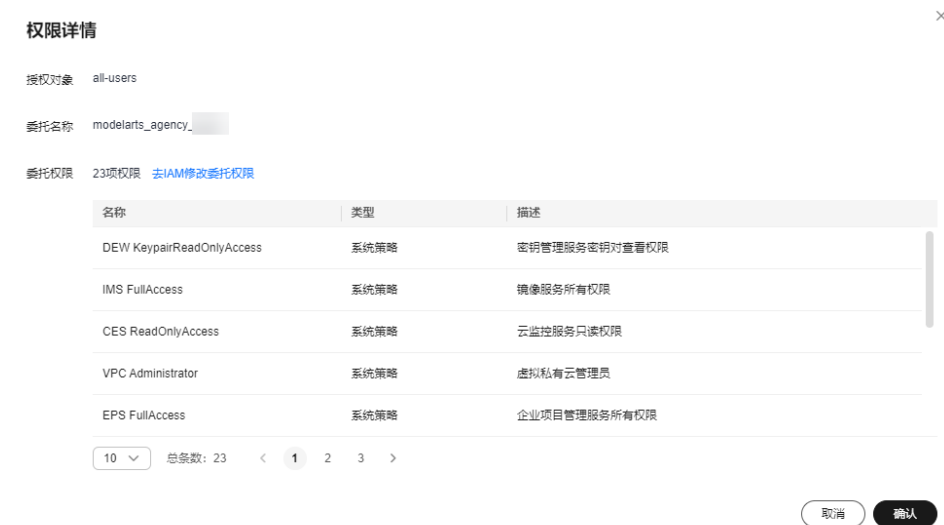 权限详情
授权对象 all-users
委托名称 modelarts_agency_
委托权限 23项权限 去IAM修改委托权限
名称 类型 描述
DEW KeypairReadOnlyAccess 系统策略 密钥管理服务密钥对查看权限
IMS FullAccess 系统策略 镜像服务所有权限
CES ReadOnlyAccess 系统策略 云监控服务只读权限
VPC Administrator 系统策略 虚拟私有云管理员
EPS FullAccess 系统策略 企业项目管理服务所有权限
10 总条数: 23 < 1 2 3 >
取消 确认